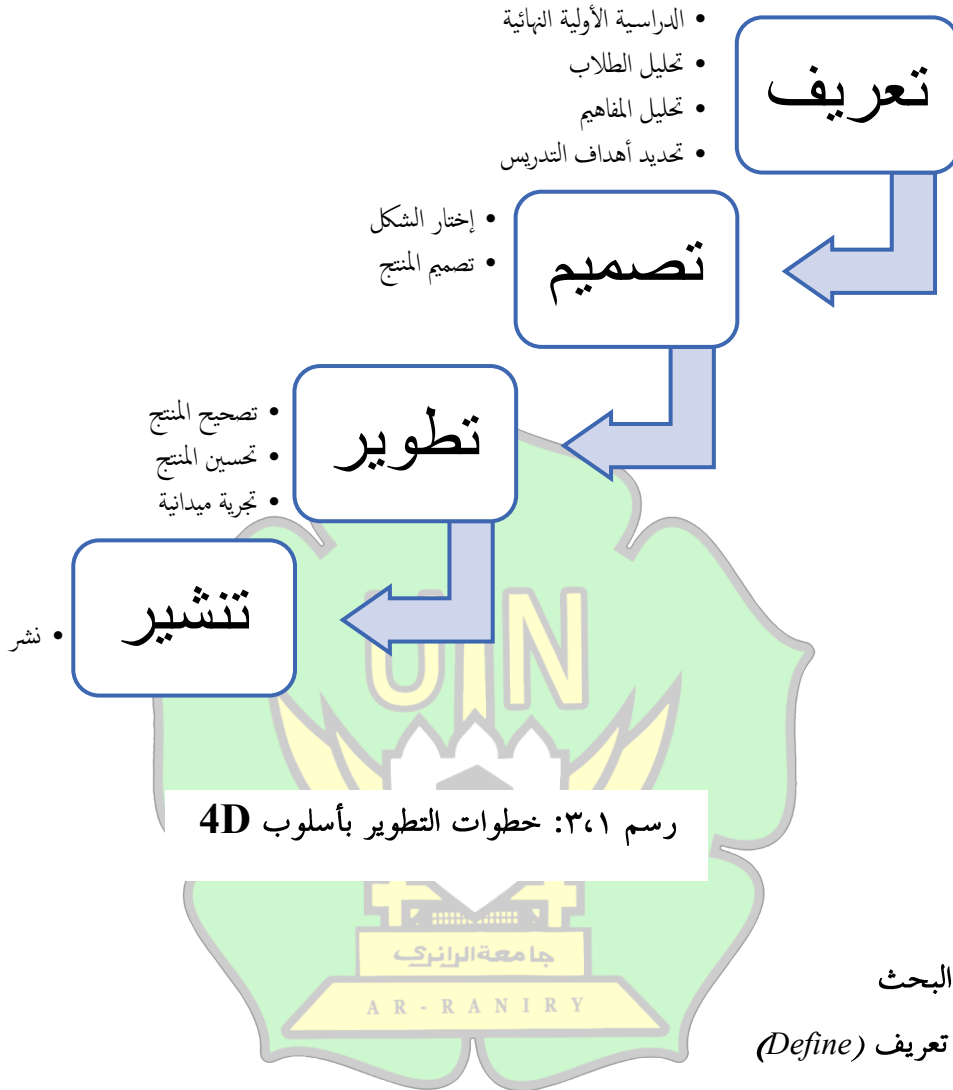 • الدراسية الأولية النهائية
• تحليل الطلاب
• تحليل المفاهيم
• تحديد أهداف التدريس
تعريف
• إختار الشكل
• تصميم المنتج
تصميم
• تصحيح المنتج
• تحسين المنتج
• تجرية ميدانية
تطوير
• نشر
تنشير
UIN
رسم ٣،١: خطوات التطوير بأسلوب 4D
جامعةالرانري
AR-RANIRY
البحث
تعريف (Define)